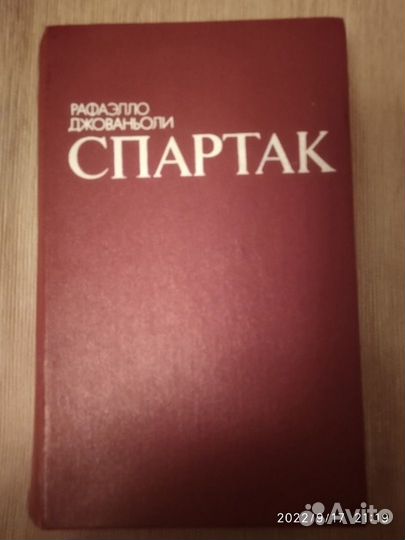 РАФАЭЛЛО
ДЖОВАНЬОЛИ
СПАРТАК
2022/9/17 21:19
Avito